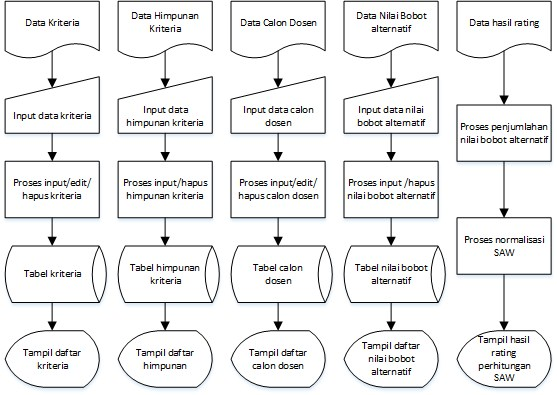 Data Kriteria
Input data kriteria
Proses input/edit/
hapus kriteria
Tabel kriteria
Tampil daftar
kriteria
Data Himpunan
Kriteria
Input data
himpunan kriteria
Proses input/hapus
himpunan kriteria
Tabel himpunan
kriteria
Tampil daftar
himpunan
Data Calon Dosen
Input data calon
dosen
Proses input/edit/
hapus calon dosen
Tabel calon
dosen
Tampil daftar
calon dosen
Data Nilai Bobot
alternatif
Input data nilai
bobot alternatif
Proses input /hapus
nilai bobot alternatif
Tabel nilai bobot
alternatif
Tampil daftar
nilai bobot
alternatif
Data hasil rating
Proses penjumlahan
nilai bobot alternatif
Proses normalisasi
SAW
Tampil hasil
rating
perhitungan
SAW